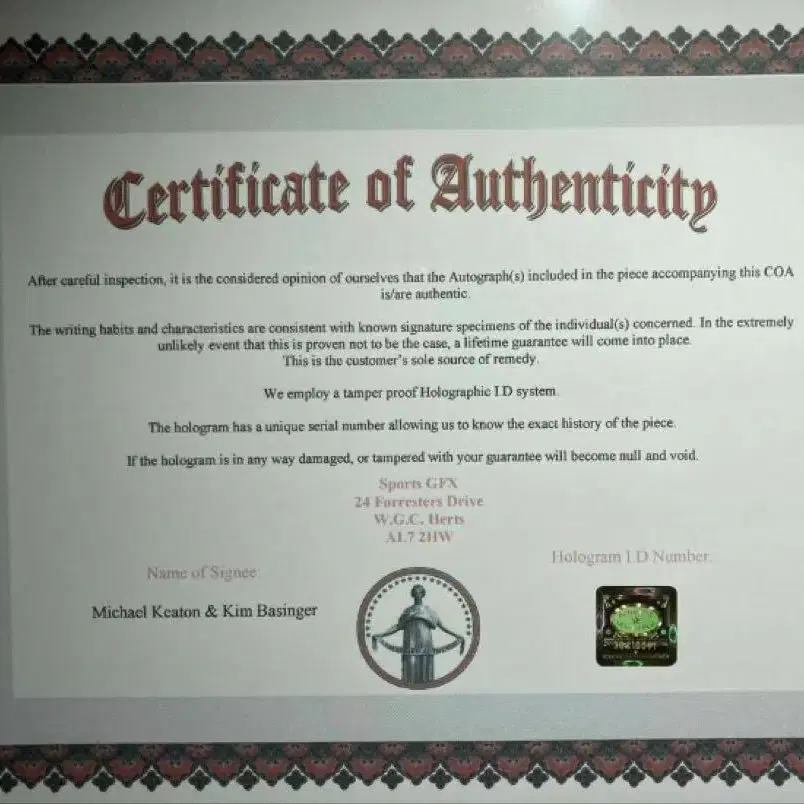 Certificate of Authenticity
After careful inspection, it is the considered opinion of ourselves that the Autograph(s) included in the piece accompanying this COA
is/are authentic.
The writing habits and characteristics are consistent with known signature specimens of the individual(s) concerned. In the extremely
unlikely event that this is proven not to be the case, a lifetime guarantee will come into place.
This is the customer's sole source of remedy.
We employ a tamper proof Holographic I.D system.
The hologram has a unique serial number allowing us to know the exact history of the piece.
If the hologram is in any way damaged, or tampered with your guarantee will become null and void.
Sports GFX
24 Forresters Drive
W.G.C. Herts
AL7 2HW
Hologram I.D Number:
Name of Signee:
Michael Keaton & Kim Basinger